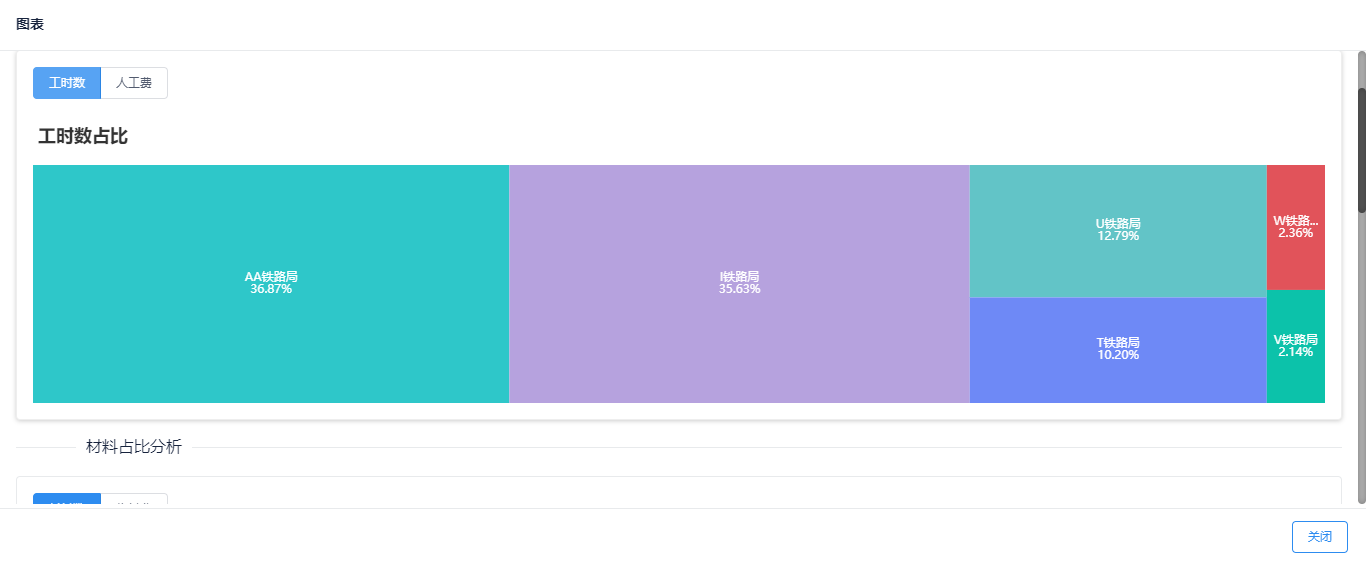 图表
工时数
人工费
工时数占比
AA铁路局
36.87%
I铁路局
35.63%
U铁路局
12.79%
T铁路局
10.20%
W铁路...
2.36%
V铁路局
2.14%
材料占比分析
关闭